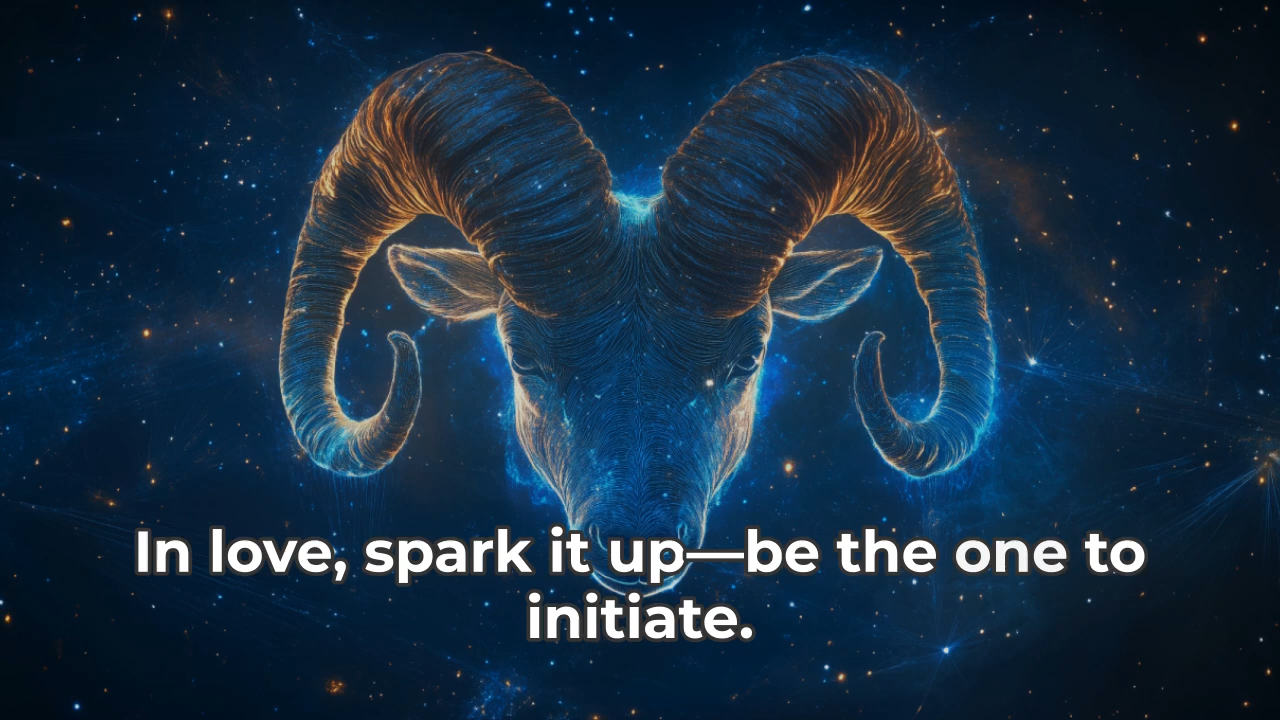 In love, spark it up—be the one to
initiate.